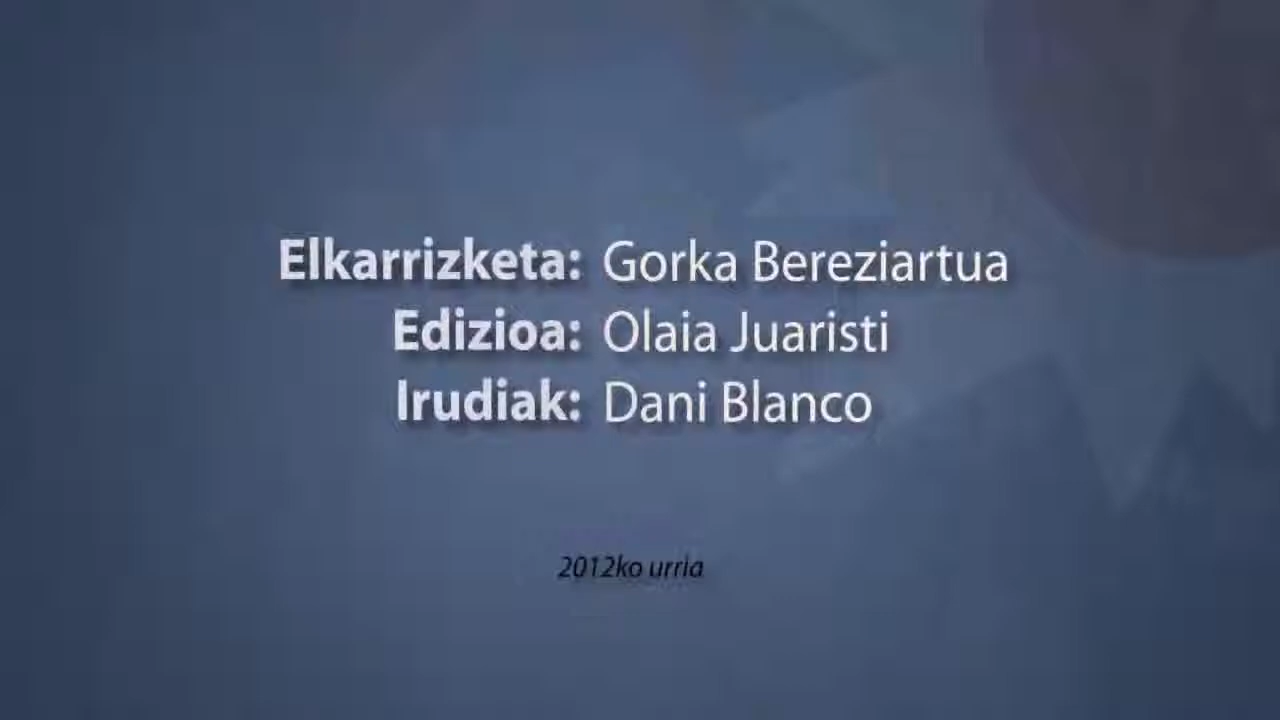 Elkarrizketa: Gorka Bereziartua
Edizioa: Olaia Juaristi
Irudiak: Dani Blanco
2012ko urria